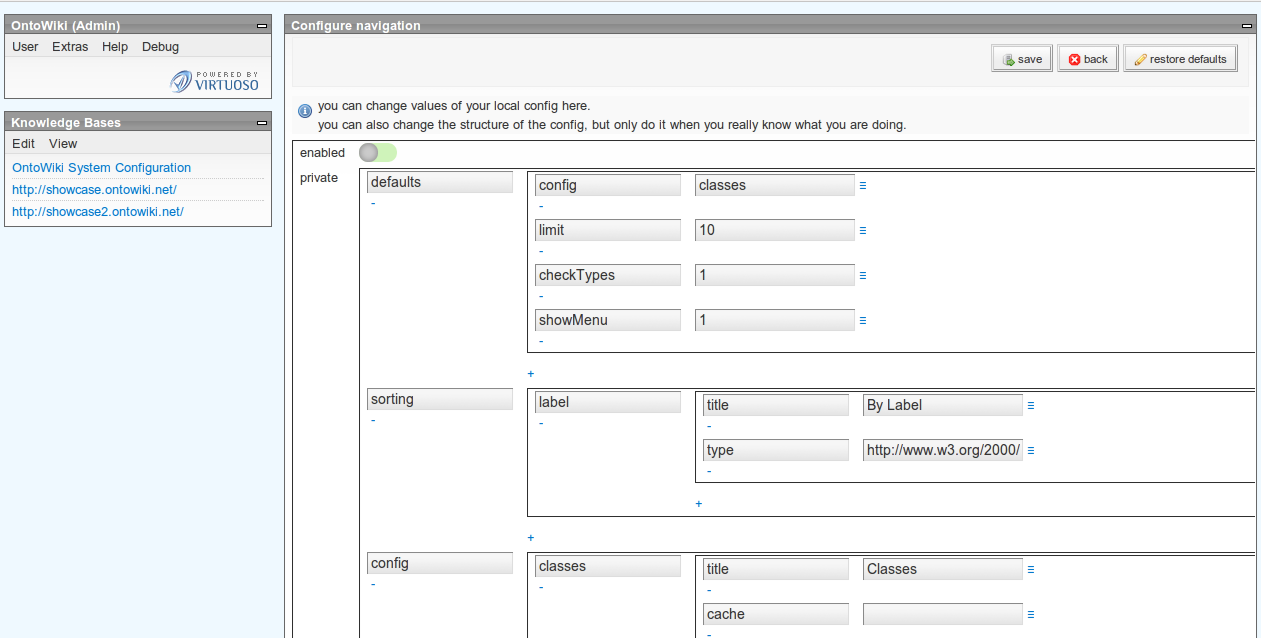 OntoWiki (Admin)
User Extras Help Debug
POWERED BY
VIRTUOSO
Knowledge Bases
Edit View
OntoWiki System Configuration
http://showcase.ontowiki.net/
http://showcase2.ontowiki.net/
Configure navigation
save back restore defaults
you can change values of your local config here.
you can also change the structure of the config, but only do it when you really know what you are doing.
enabled
private
defaults
-
config classes
-
limit 10
-
checkTypes 1
-
showMenu 1
-
+
sorting
-
label
-
title By Label
-
type http://www.w3.org/2000/
-
+
+
config
-
classes
-
title Classes
-
cache
-